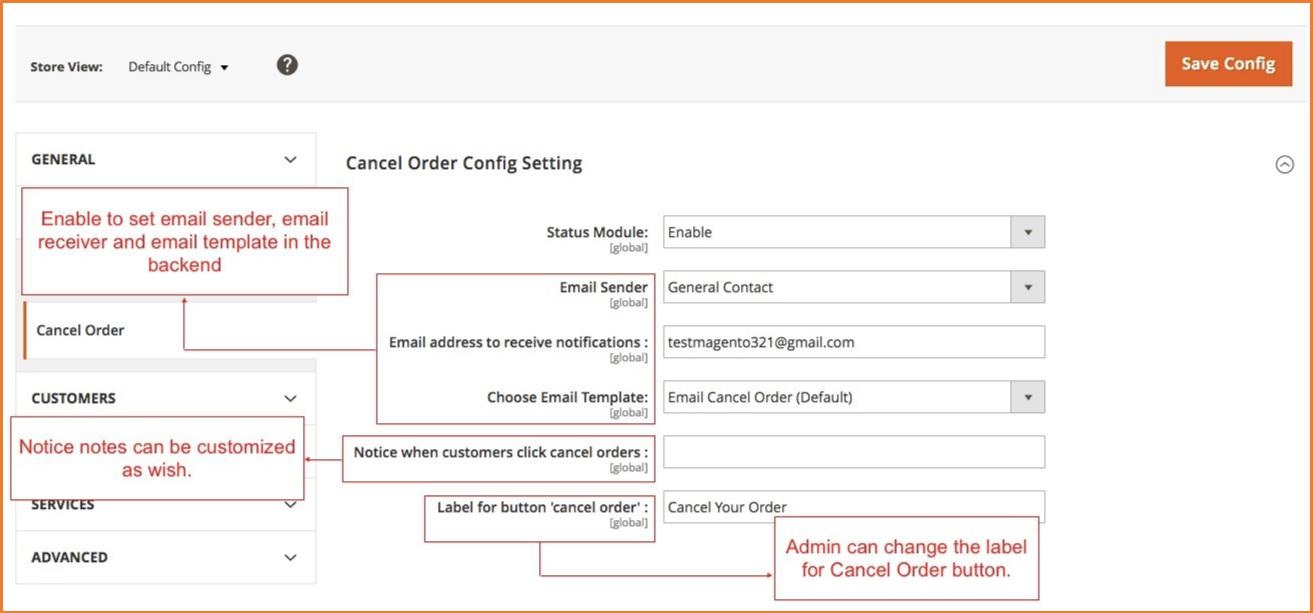 Store View: Default Config ?
Save Config
GENERAL
Cancel Order Config Setting
Enable to set email sender, email
receiver and email template in the
backend
Status Module:
[global]
Enable
Email Sender
[global]
General Contact
Cancel Order
Email address to receive notifications :
[global]
testmagento321@gmail.com
CUSTOMERS
Choose Email Template:
[global]
Email Cancel Order (Default)
Notice notes can be customized
as wish.
Notice when customers click cancel orders :
[global]
SERVICES
Label for button 'cancel order' :
[global]
Cancel Your Order
Admin can change the label
for Cancel Order button.
ADVANCED